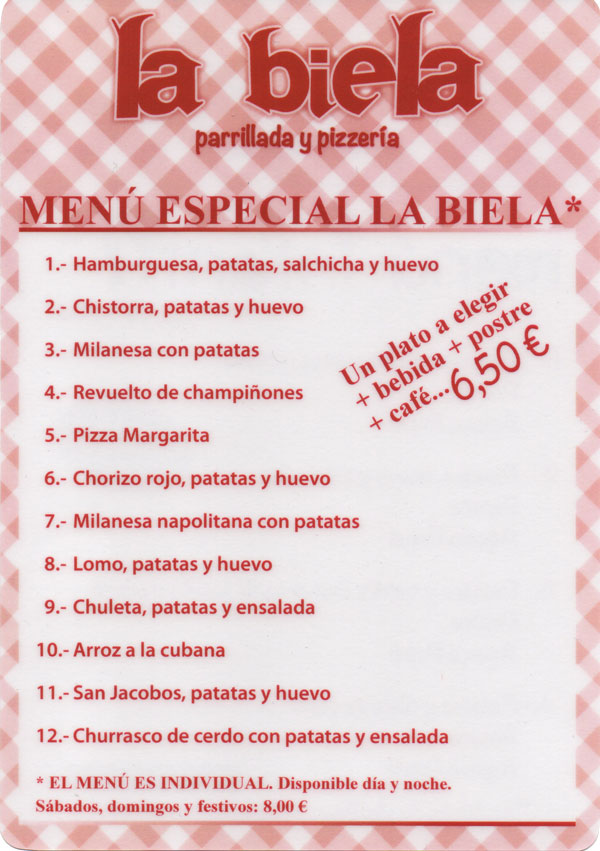 la biela
parrillada y pizzería
MENÚ ESPECIAL LA BIELA*
1.- Hamburguesa, patatas, salchicha y huevo
2.- Chistorra, patatas y huevo
3.- Milanesa con patatas
4.- Revuelto de champiñones
5.- Pizza Margarita
6.- Chorizo rojo, patatas y huevo
7.- Milanesa napolitana con patatas
8.- Lomo, patatas y huevo
9.- Chuleta, patatas y ensalada
10.- Arroz a la cubana
11.- San Jacobos, patatas y huevo
12.- Churrasco de cerdo con patatas y ensalada
Un plato a elegir
+ bebida + postre
+ café... 6,50 €
* EL MENÚ ES INDIVIDUAL. Disponible día y noche.
Sábados, domingos y festivos: 8,00 €